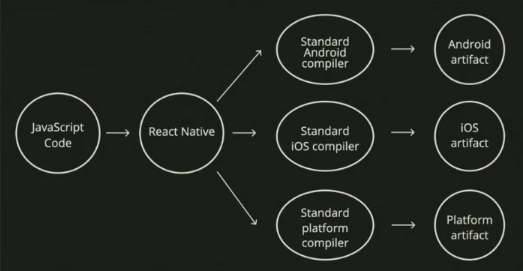 JavaScript
Code
React Native
Standard
Android
compiler
Android
artifact
Standard
iOS compiler
iOS
artifact
Standard
platform
compiler
Platform
artifact